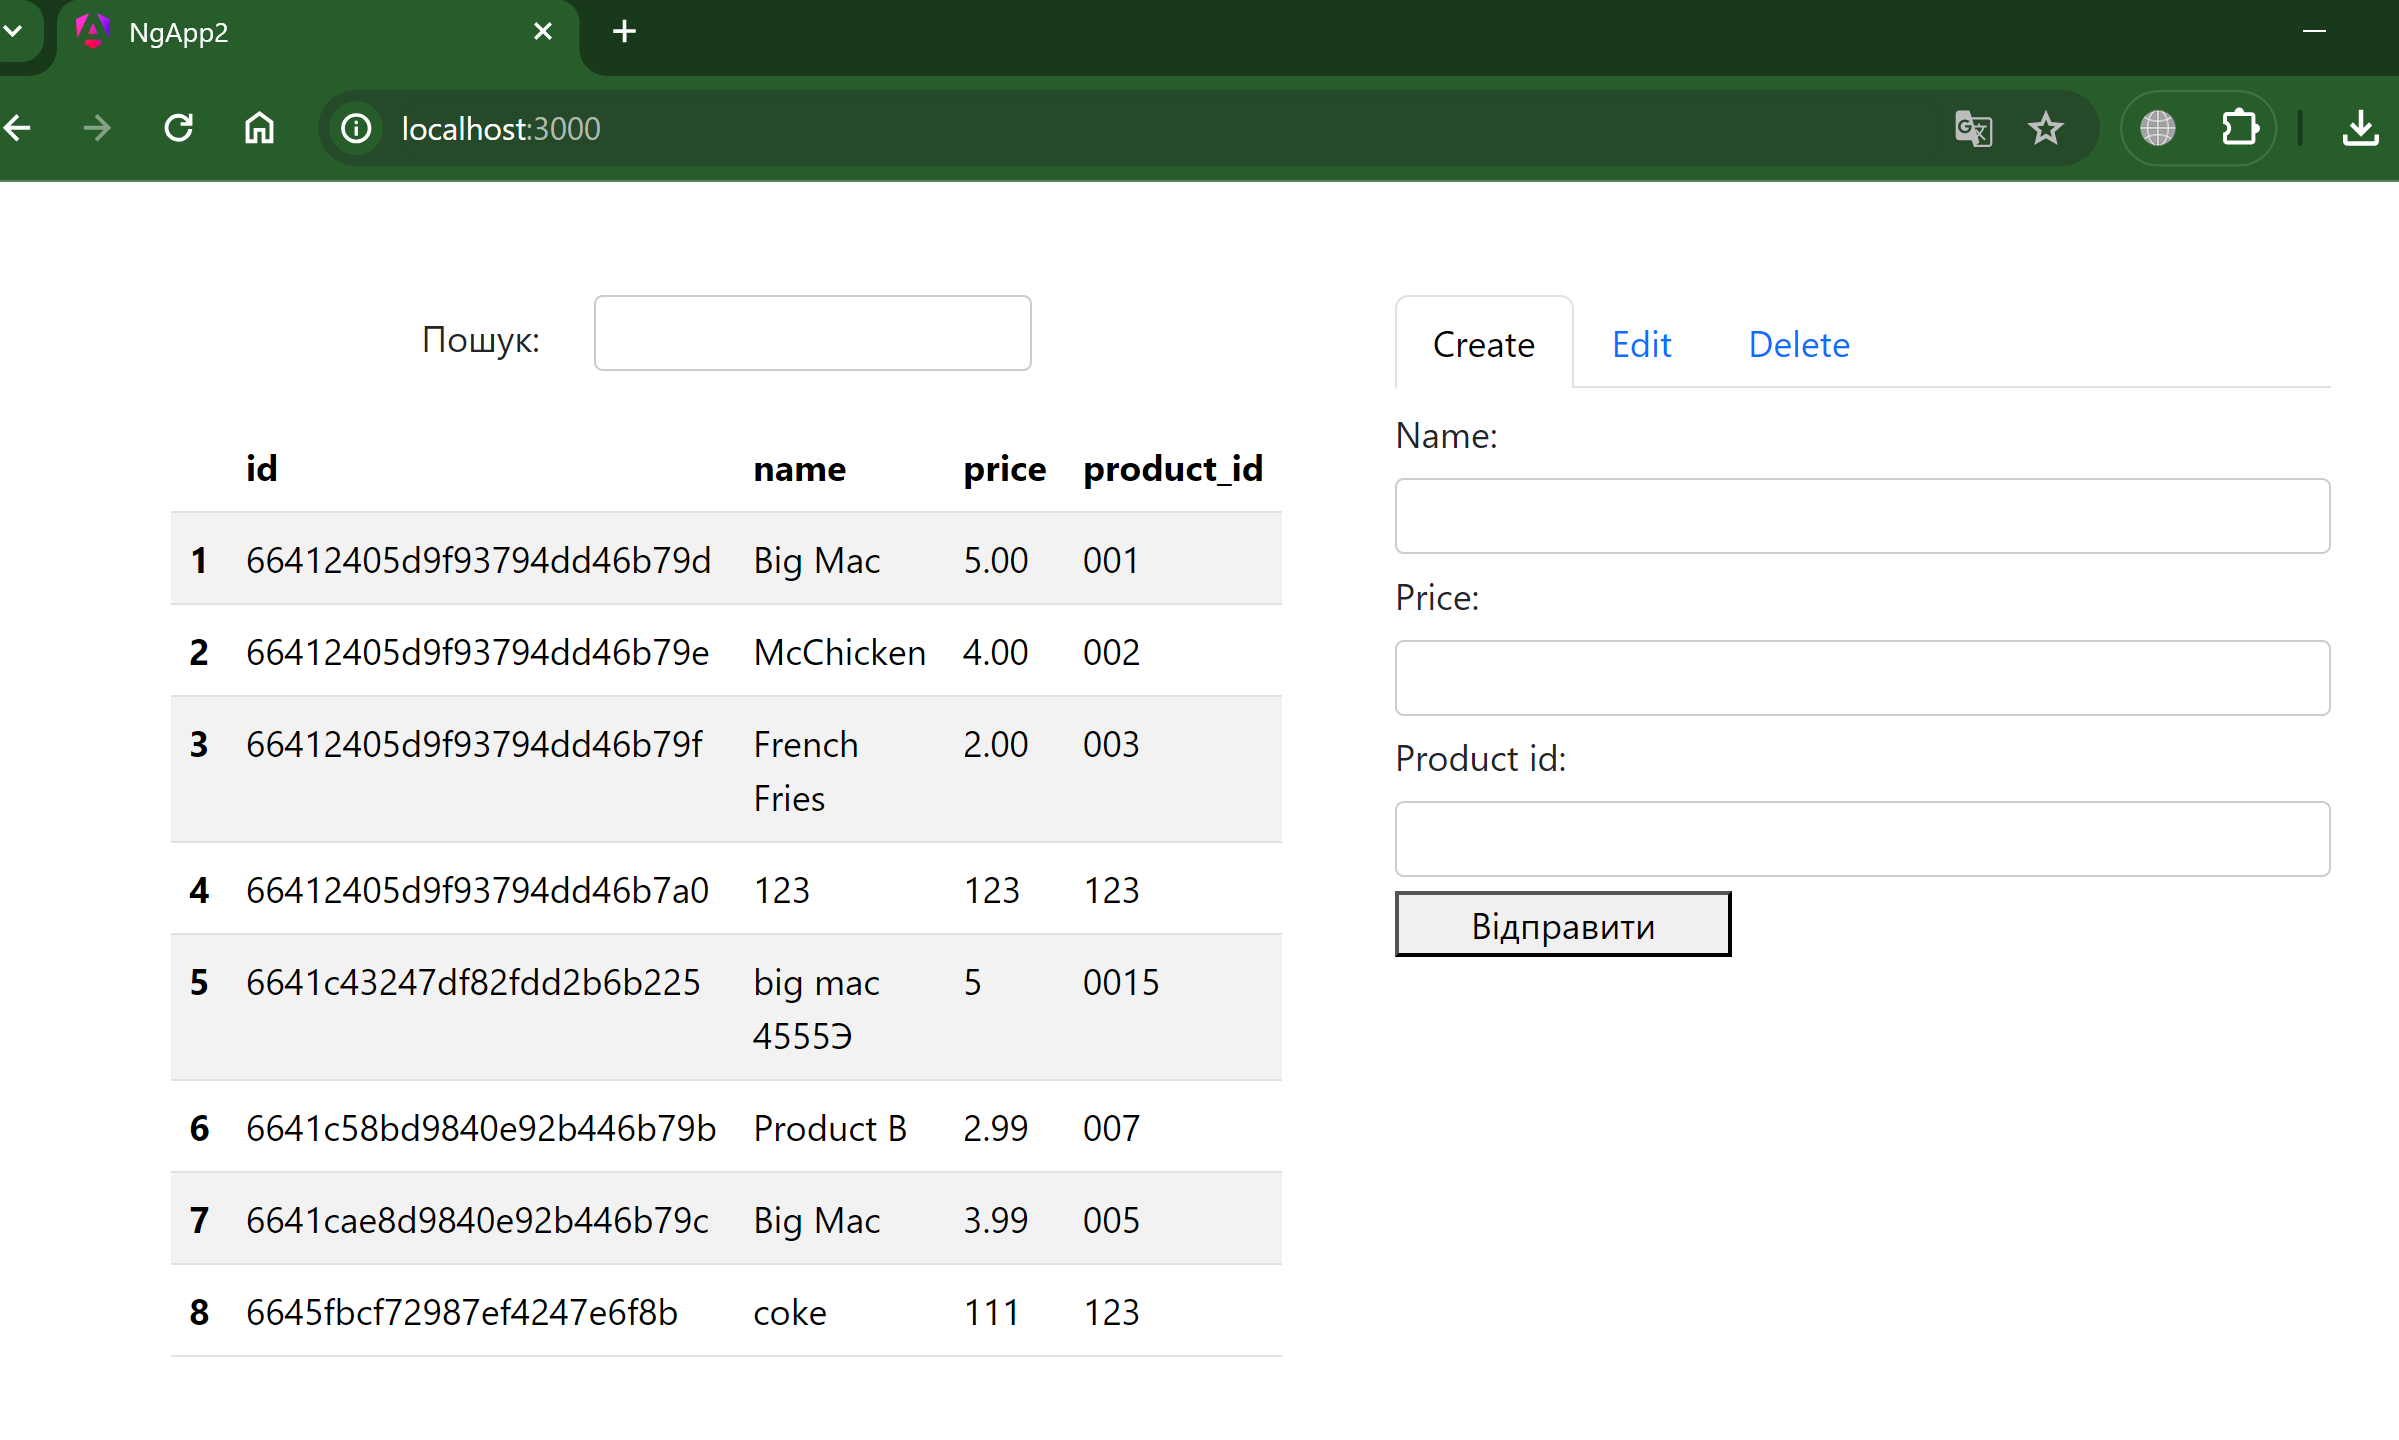 NgApp2
localhost:3000
Пошук:
id name price product_id
1 66412405d9f93794dd46b79d Big Mac 5.00 001
2 66412405d9f93794dd46b79e McChicken 4.00 002
3 66412405d9f93794dd46b79f French 2.00 003
Fries
4 66412405d9f93794dd46b7a0 123 123 123
5 6641c43247df82fdd2b6b225 big mac 5 0015
4555Э
6 6641c58bd9840e92b446b79b Product B 2.99 007
7 6641cae8d9840e92b446b79c Big Mac 3.99 005
8 6645fbcf72987ef4247e6f8b coke 111 123
Create Edit Delete
Name:
Price:
Product id:
Відправити